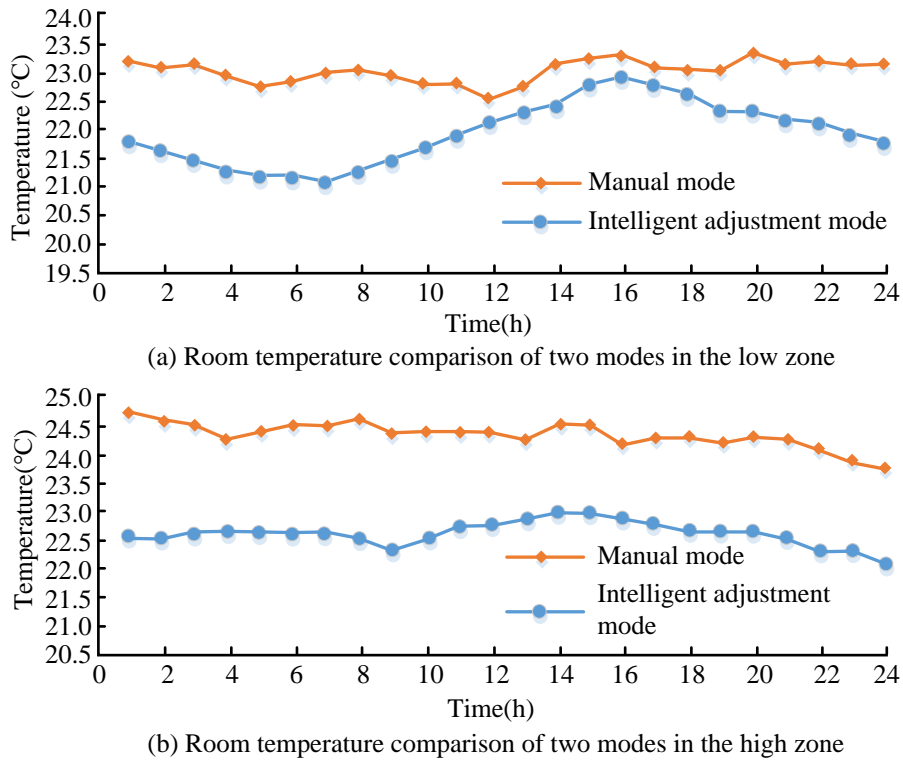 24.0
23.5
23.0
22.5
22.0
21.5
21.0
20.5
20.0
19.5
Temperature (°C)
Manual mode
Intelligent adjustment mode
0 2 4 6 8 10 12 14 16 18 20 22 24
Time(h)
(a) Room temperature comparison of two modes in the low zone
25.0
24.5
24.0
23.5
23.0
22.5
22.0
21.5
21.0
20.5
Temperature(°C)
Manual mode
Intelligent adjustment
mode
0 2 4 6 8 10 12 14 16 18 20 22 24
Time(h)
(b) Room temperature comparison of two modes in the high zone